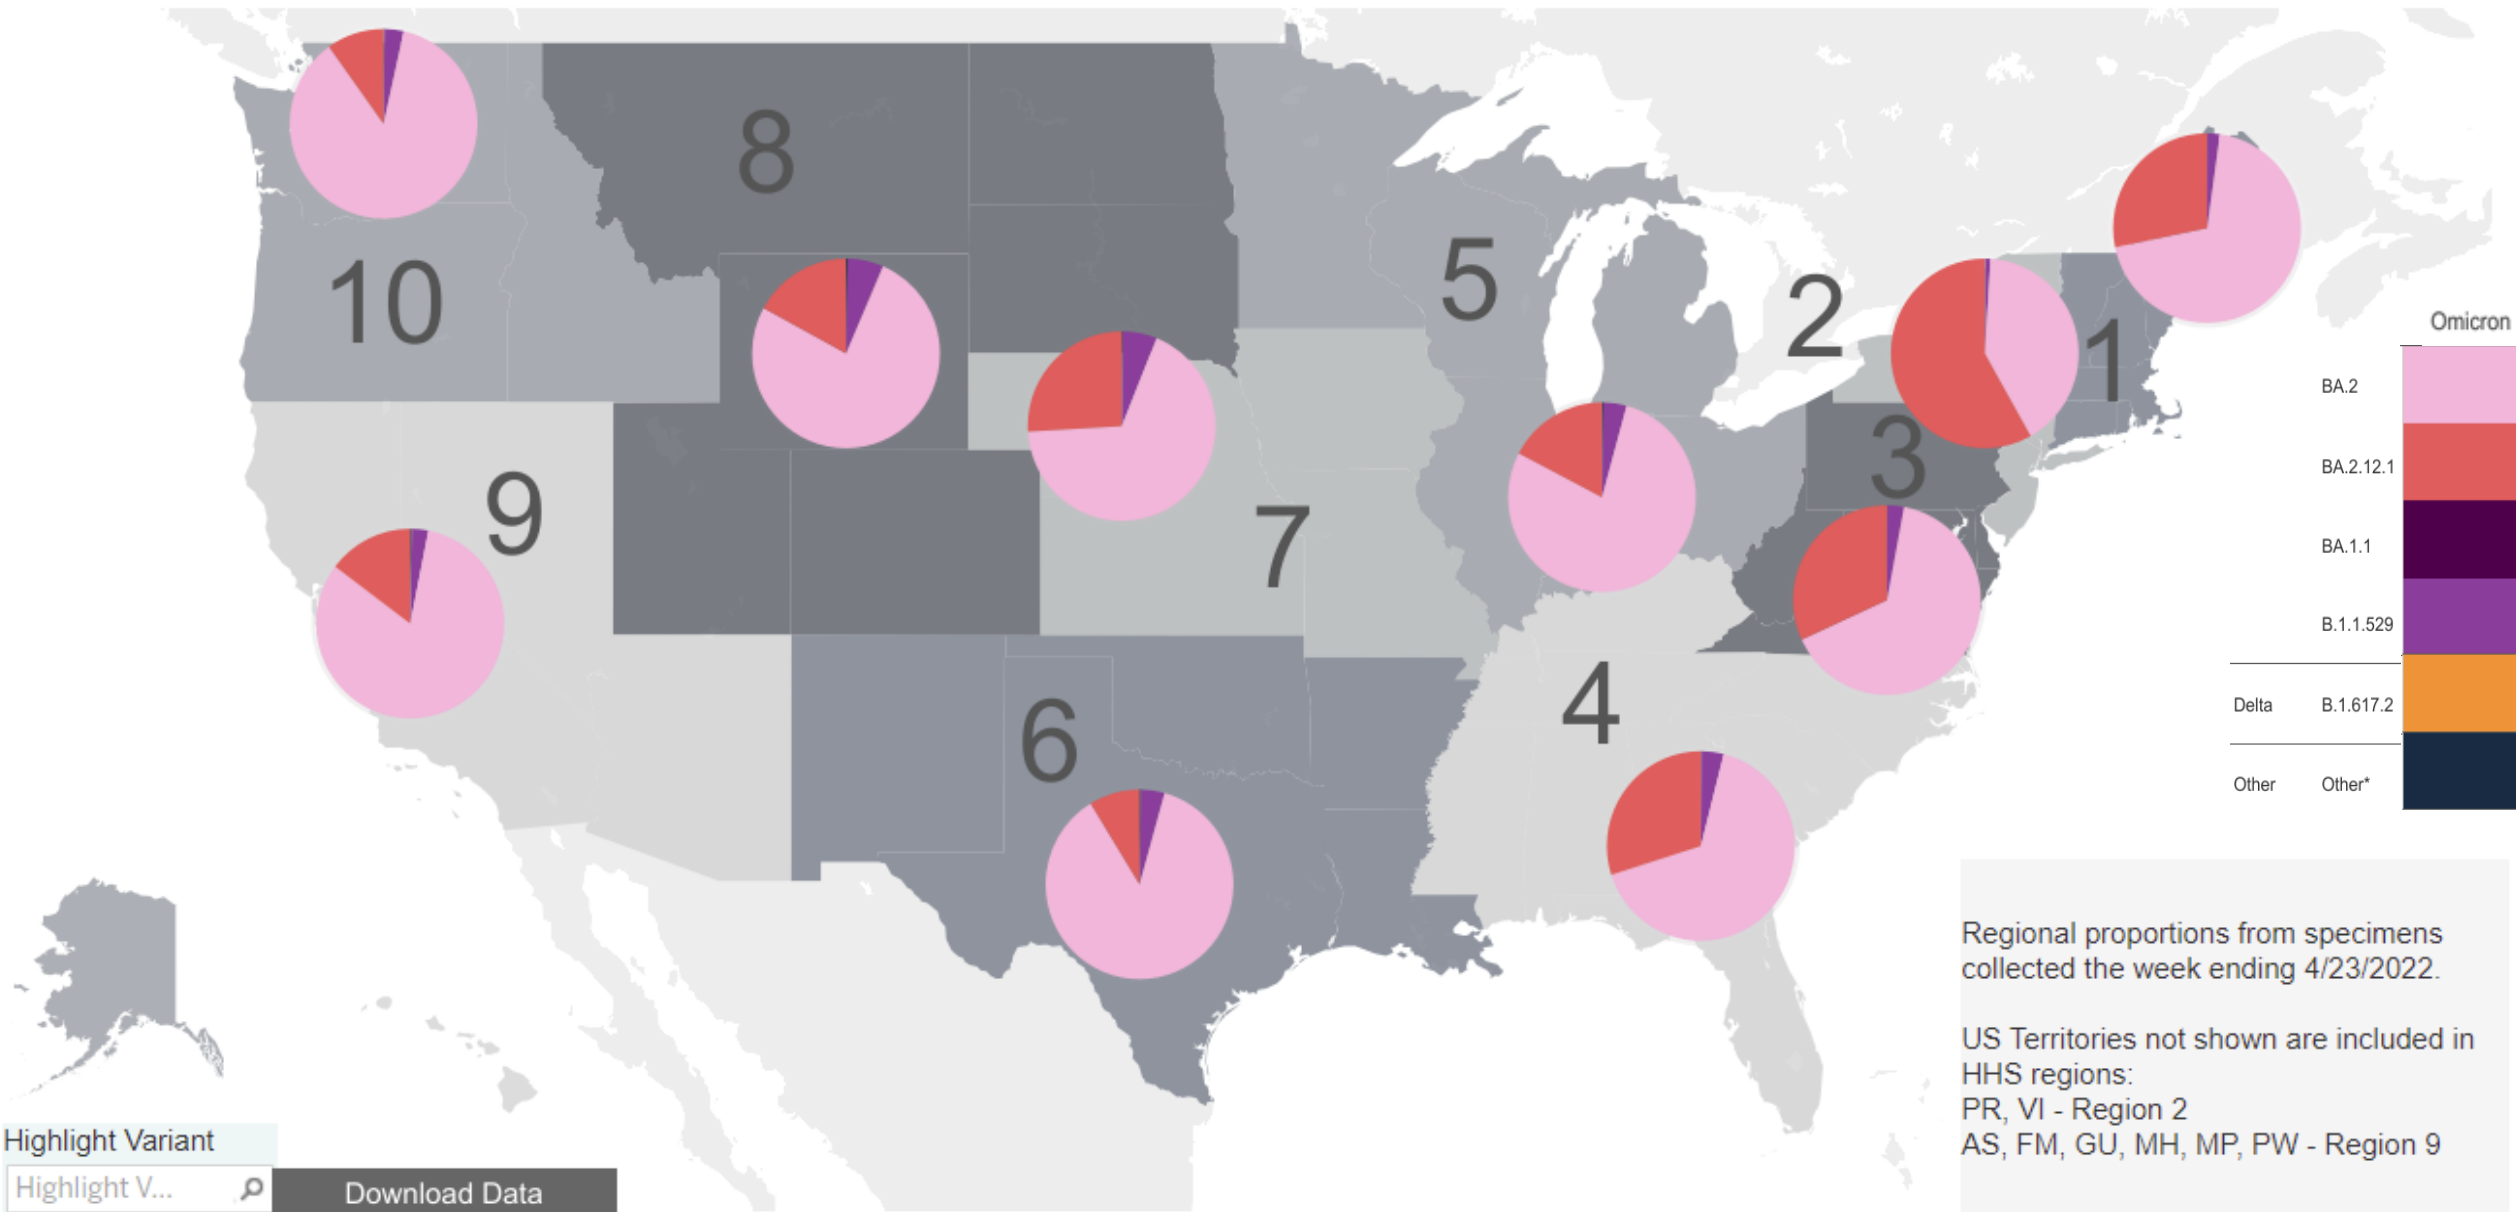 8
10
5
2
1
Omicron
BA.2
3
BA.2.12.1
9
7
BA.1.1
B.1.1.529
4
6
Delta B.1.617.2
Other Other*
Regional proportions from specimens
collected the week ending 4/23/2022.
US Territories not shown are included in
HHS regions:
PR, VI - Region 2
AS, FM, GU, MH, MP, PW - Region 9
Highlight Variant
Highlight V...
Download Data